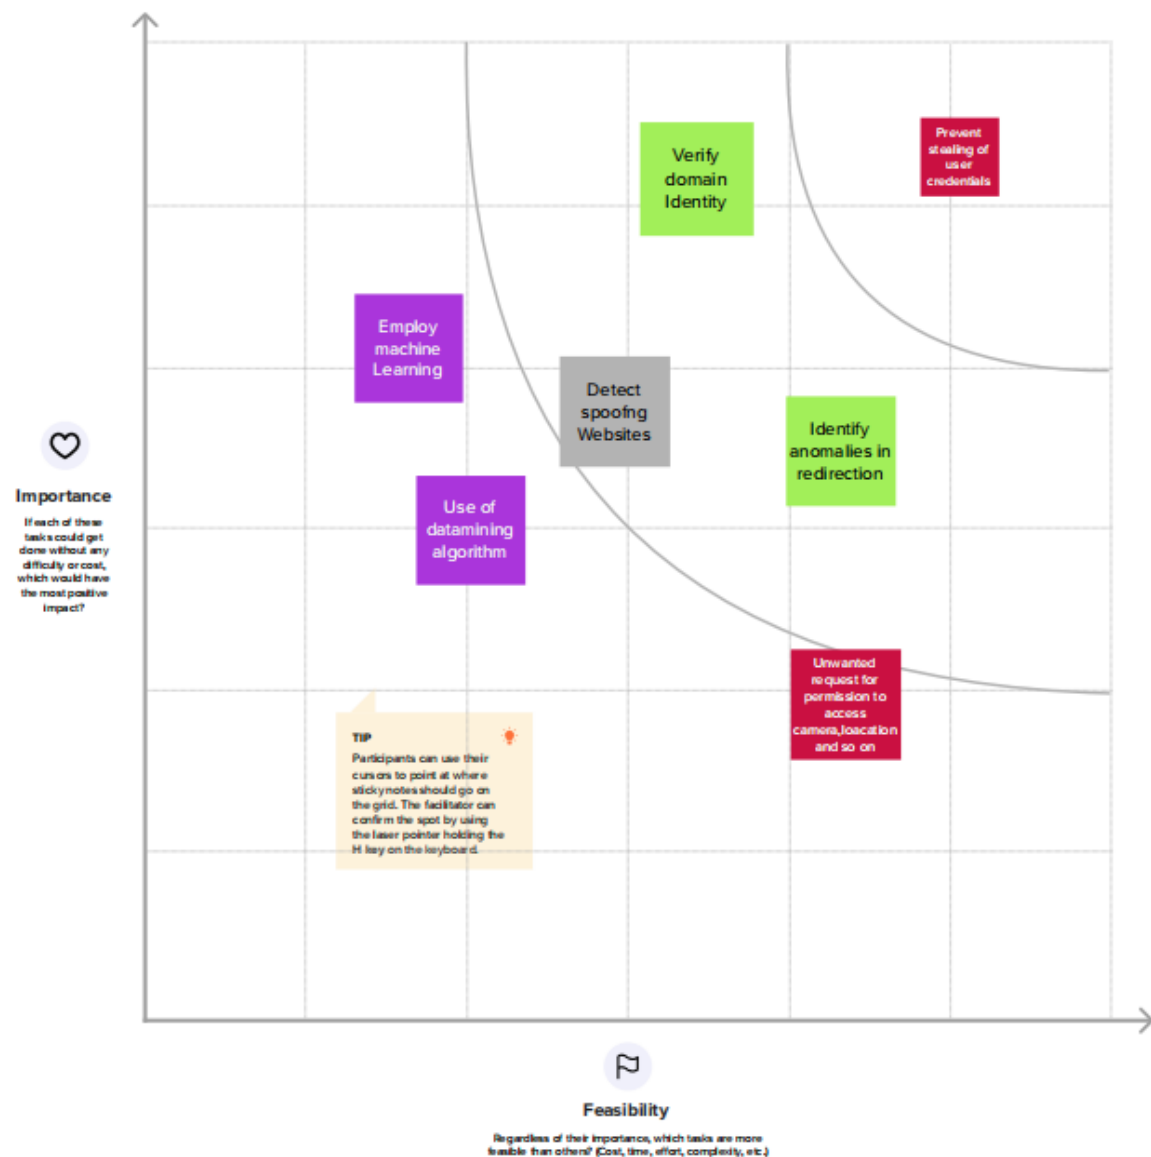 Prevent
stealing of
user
credentials
Verify
domain
Identity
Employ
machine
Learning
Detect
spoofng
Websites
Identify
anomalies in
redirection
Importance
If each of these
tasks could get
done without any
difficulty or cost,
which would have
the most positive
impact?
Use of
datamining
algorithm
Unwanted
request for
permission to
access
camera,loacation
and so on
TIP
Participants can use their
cursors to point at where
sticky notes should go on
the grid. The facilitator can
confirm the spot by using
the laser pointer holding the
H key on the keyboard.
Feasibility
Regardless of their importance, which tasks are more
feasible than others? (Cost, time, effort, complexity, etc.)